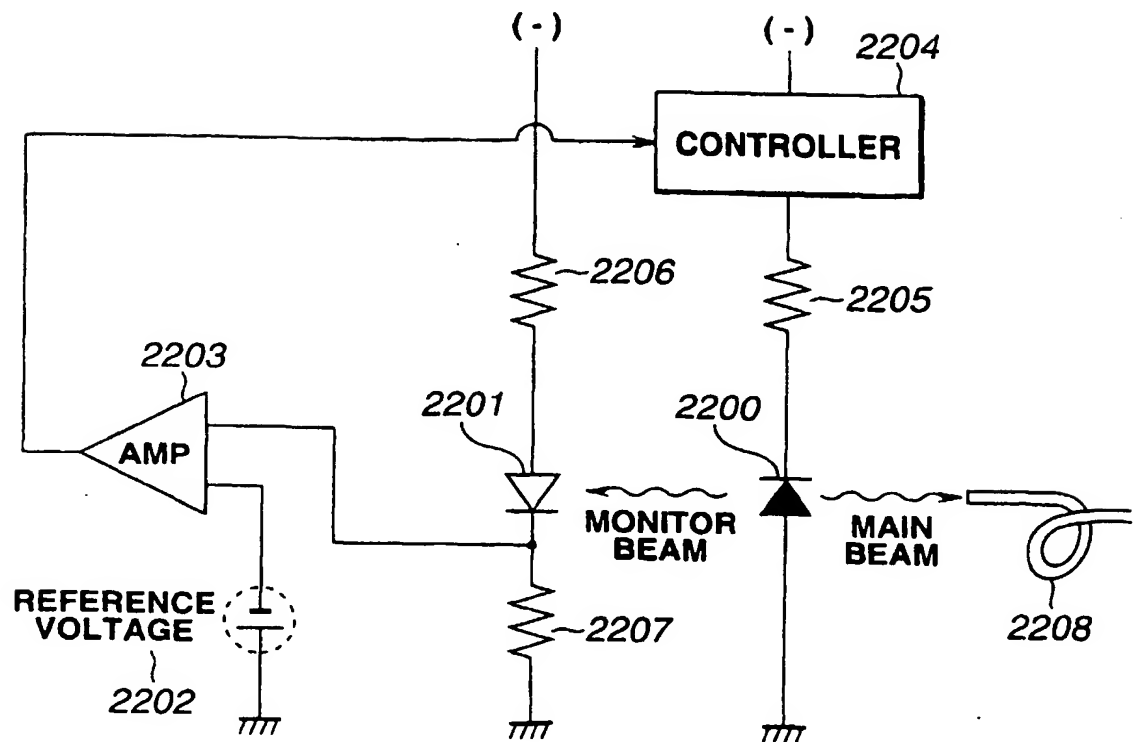 (-)
(-)
2204
CONTROLLER
2206
2205
2203
AMP
2201
2200
MONITOR
BEAM
MAIN
BEAM
2208
REFERENCE
VOLTAGE
2202
2207